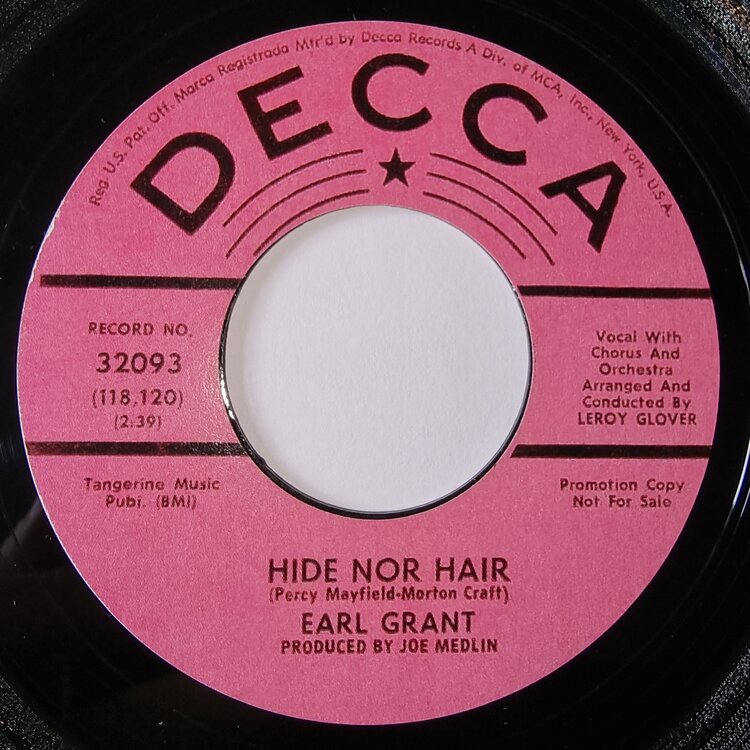 Reg. U.S. Pat. Off. Marca Registrada Mfr'd by Decca Records A Div. of MCA, Inc., New York, U.S.A.
DECCA
RECORD NO.
32093
(118,120)
(2:39)
Vocal With
Chorus And
Orchestra
Arranged And
Conducted By
LEROY GLOVER
Tangerine Music
Publ. (BMI)
Promotion Copy
Not For Sale
HIDE NOR HAIR
(Percy Mayfield-Morton Craft)
EARL GRANT
PRODUCED BY JOE MEDLIN